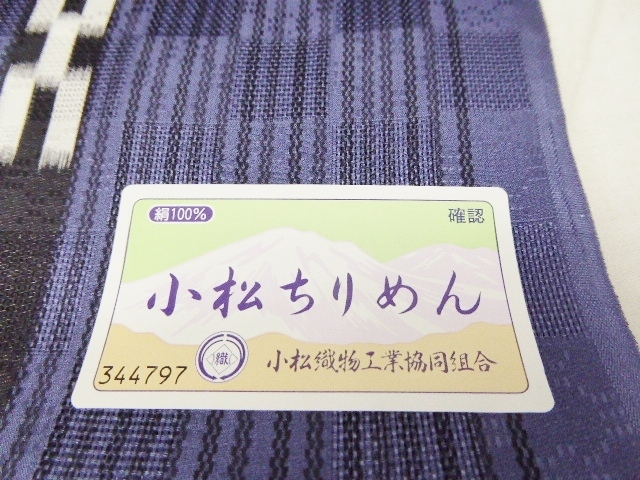 絹100%
確認
小松ちりめん
344797
織
小松織物工業協同組合